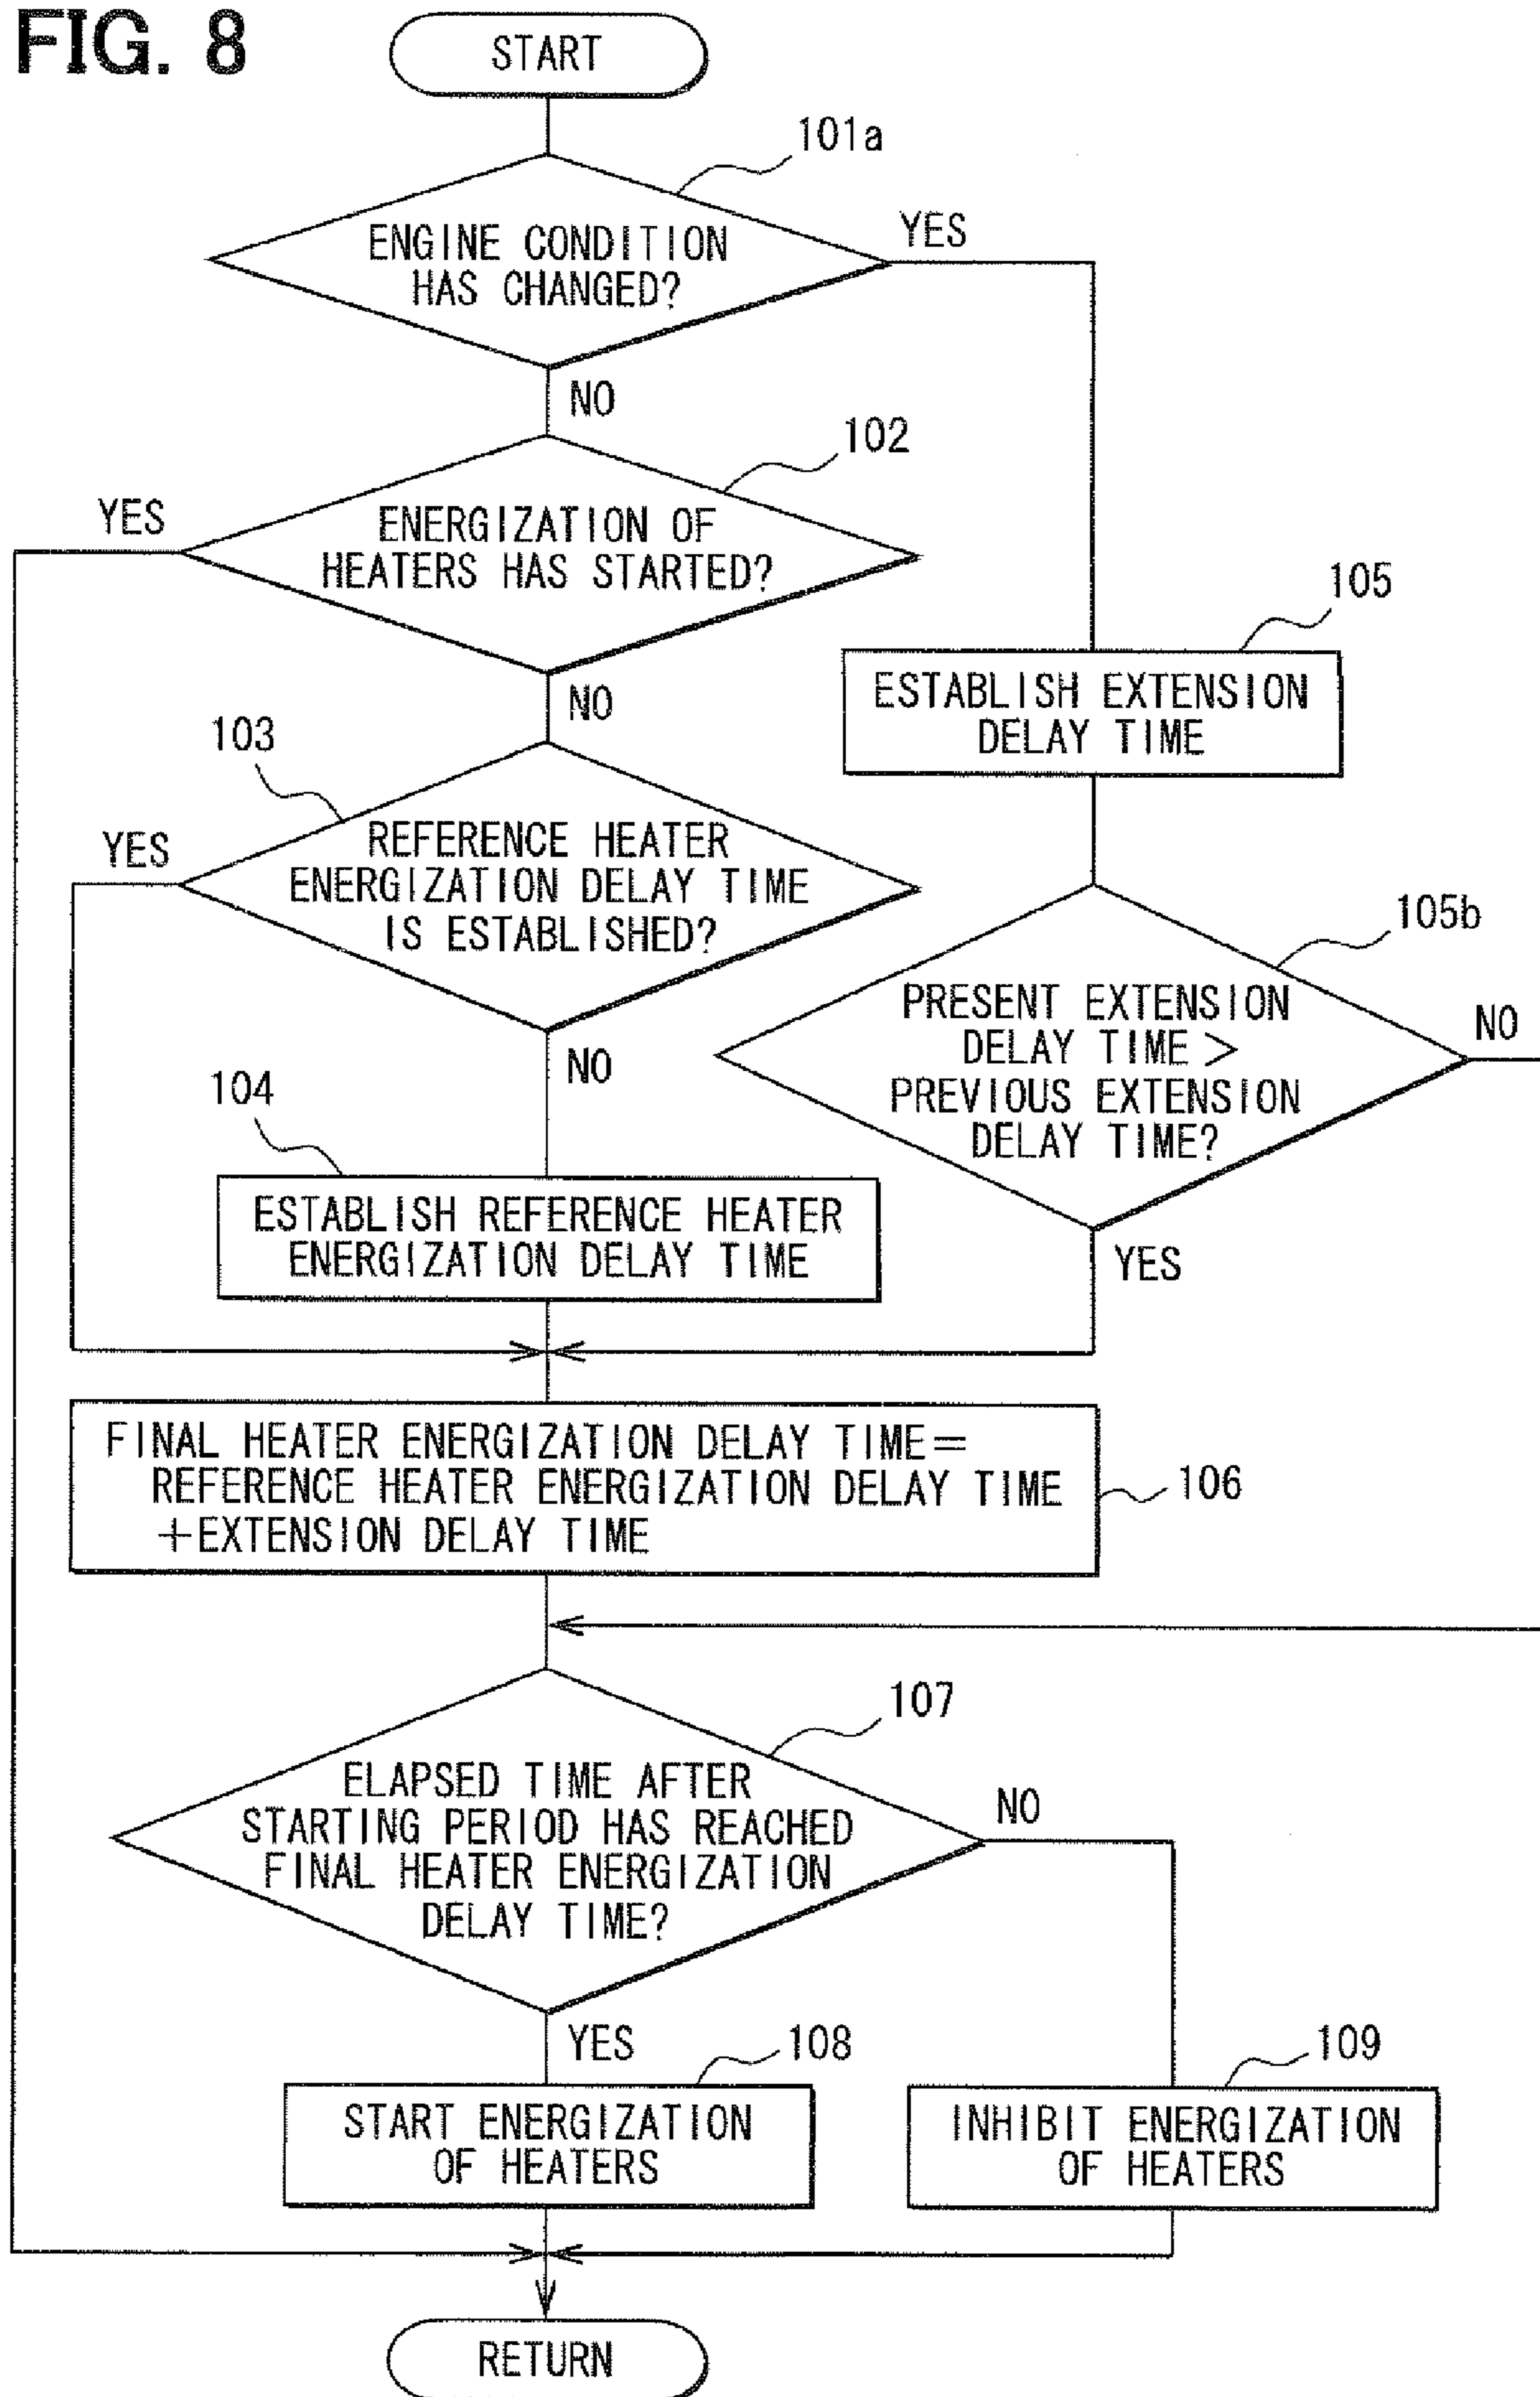 FIG. 8
START
101a
ENGINE CONDITION
HAS CHANGED?
YES
NO
102
ENERGIZATION OF
HEATERS HAS STARTED?
YES
NO
105
ESTABLISH EXTENSION
DELAY TIME
103
REFERENCE HEATER
ENERGIZATION DELAY TIME
IS ESTABLISHED?
YES
NO
105b
PRESENT EXTENSION
DELAY TIME >
PREVIOUS EXTENSION
DELAY TIME?
NO
YES
104
ESTABLISH REFERENCE HEATER
ENERGIZATION DELAY TIME
FINAL HEATER ENERGIZATION DELAY TIME=
REFERENCE HEATER ENERGIZATION DELAY TIME
+EXTENSION DELAY TIME
106
107
ELAPSED TIME AFTER
STARTING PERIOD HAS REACHED
FINAL HEATER ENERGIZATION
DELAY TIME?
NO
YES
108
START ENERGIZATION
OF HEATERS
109
INHIBIT ENERGIZATION
OF HEATERS
RETURN